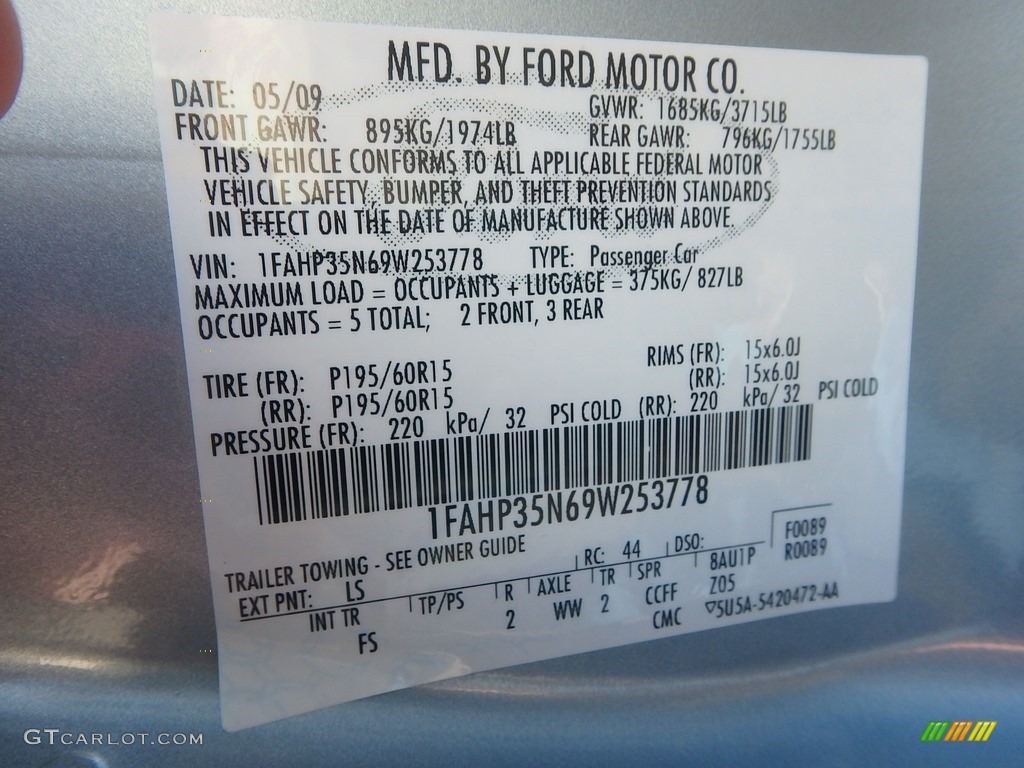 MFD. BY FORD MOTOR CO.
DATE: 05/09 GVWR: 1685KG/3715LB
FRONT GAWR: 895KG/1974LB REAR GAWR: 796KG/1755LB
THIS VEHICLE CONFORMS TO ALL APPLICABLE FEDERAL MOTOR
VEHICLE SAFETY, BUMPER, AND THEFT PREVENTION STANDARDS
IN EFFECT ON THE DATE OF MANUFACTURE SHOWN ABOVE.
VIN: 1FAHP35N69W253778 TYPE: Passenger Car
MAXIMUM LOAD = OCCUPANTS + LUGGAGE = 375KG/ 827LB
OCCUPANTS = 5 TOTAL; 2 FRONT, 3 REAR
TIRE (FR): P195/60R15 RIMS (FR): 15x6.0J
(RR): P195/60R15 (RR): 15x6.0J
PRESSURE (FR): 220 kPa/ 32 PSI COLD (RR): 220 kPa/ 32 PSI COLD
1FAHP35N69W253778
TRAILER TOWING - SEE OWNER GUIDE
EXT PNT: LS RC: 44 DSO: F0089
R0089
INT TR TP/PS R AXLE TR SPR 8AU1P
FS 2 WW 2 CCFF Z05
CMC ▽5U5A-5420472-AA
GTCARLOT.COM